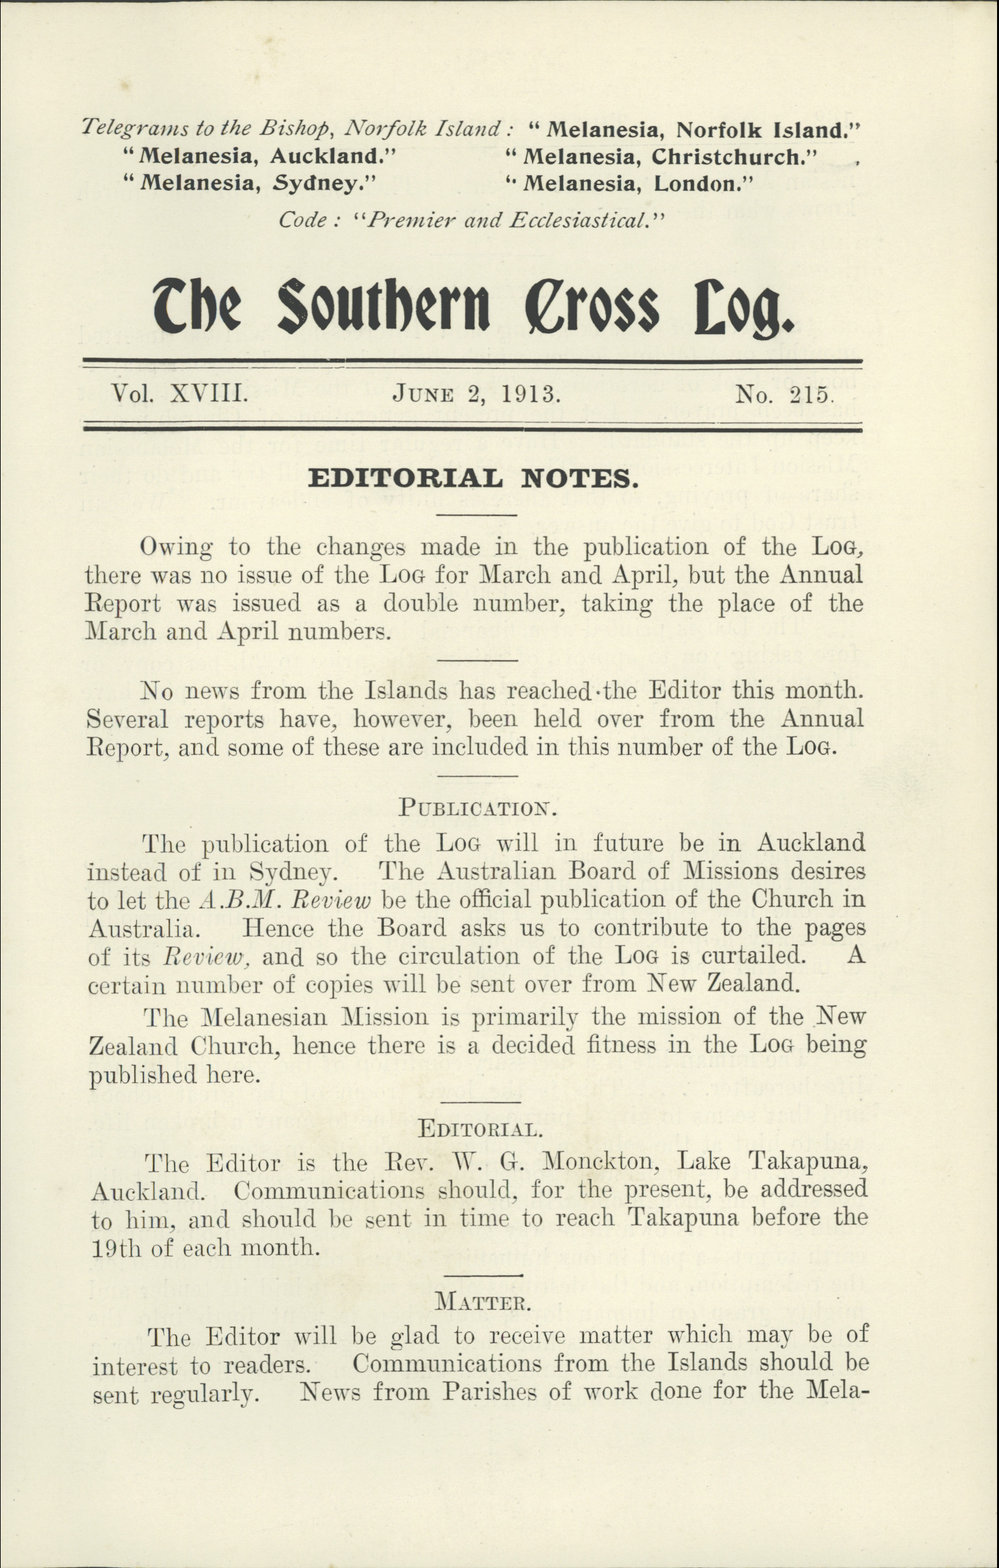 Telegrams to the Bishop, Norfolk Island : "Melanesia, Norfolk Island."
"Melanesia, Auckland." "Melanesia, Christchurch."
"Melanesia, Sydney." "Melanesia, London."
Code : "Premier and Ecclesiastical."
The Southern Cross Log.
Vol. XVIII. June 2, 1913. No. 215.
EDITORIAL NOTES.
Owing to the changes made in the publication of the Log,
there was no issue of the Log for March and April, but the Annual
Report was issued as a double number, taking the place of the
March and April numbers.
No news from the Islands has reached the Editor this month.
Several reports have, however, been held over from the Annual
Report, and some of these are included in this number of the Log.
Publication.
The publication of the Log will in future be in Auckland
instead of in Sydney. The Australian Board of Missions desires
to let the A.B.M. Review be the official publication of the Church in
Australia. Hence the Board asks us to contribute to the pages
of its Review, and so the circulation of the Log is curtailed. A
certain number of copies will be sent over from New Zealand.
The Melanesian Mission is primarily the mission of the New
Zealand Church, hence there is a decided fitness in the Log being
published here.
Editorial.
The Editor is the Rev. W. G. Monckton, Lake Takapuna,
Auckland. Communications should, for the present, be addressed
to him, and should be sent in time to reach Takapuna before the
19th of each month.
Matter.
The Editor will be glad to receive matter which may be of
interest to readers. Communications from the Islands should be
sent regularly. News from Parishes of work done for the Mela-